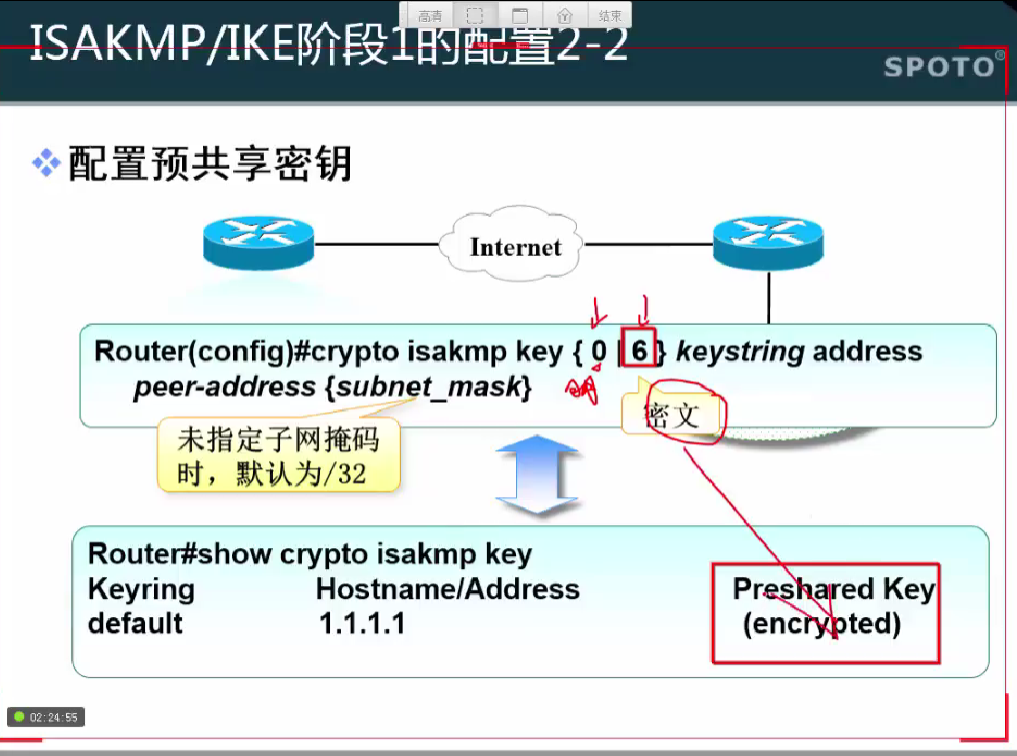 高清
结束
ISAKMP/IKE阶段1的配置2-2
SPOTO®
配置预共享密钥
Internet
Router(config)#crypto isakmp key { 0 | 6 } keystring address
peer-address {subnet_mask}
密文
未指定子网掩码
时，默认为/32
Router#show crypto isakmp key
Keyring Hostname/Address Preshared Key
default 1.1.1.1 (encrypted)
02:24:55